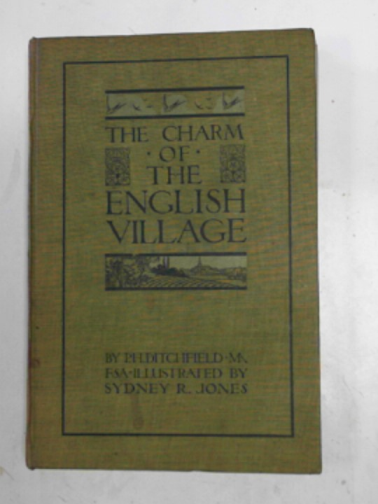 THE CHARM
· OF ·
THE
ENGLISH
VILLAGE
BY P.H.DITCHFIELD·M·A·
F·S·A·ILLUSTRATED BY
SYDNEY R. JONES